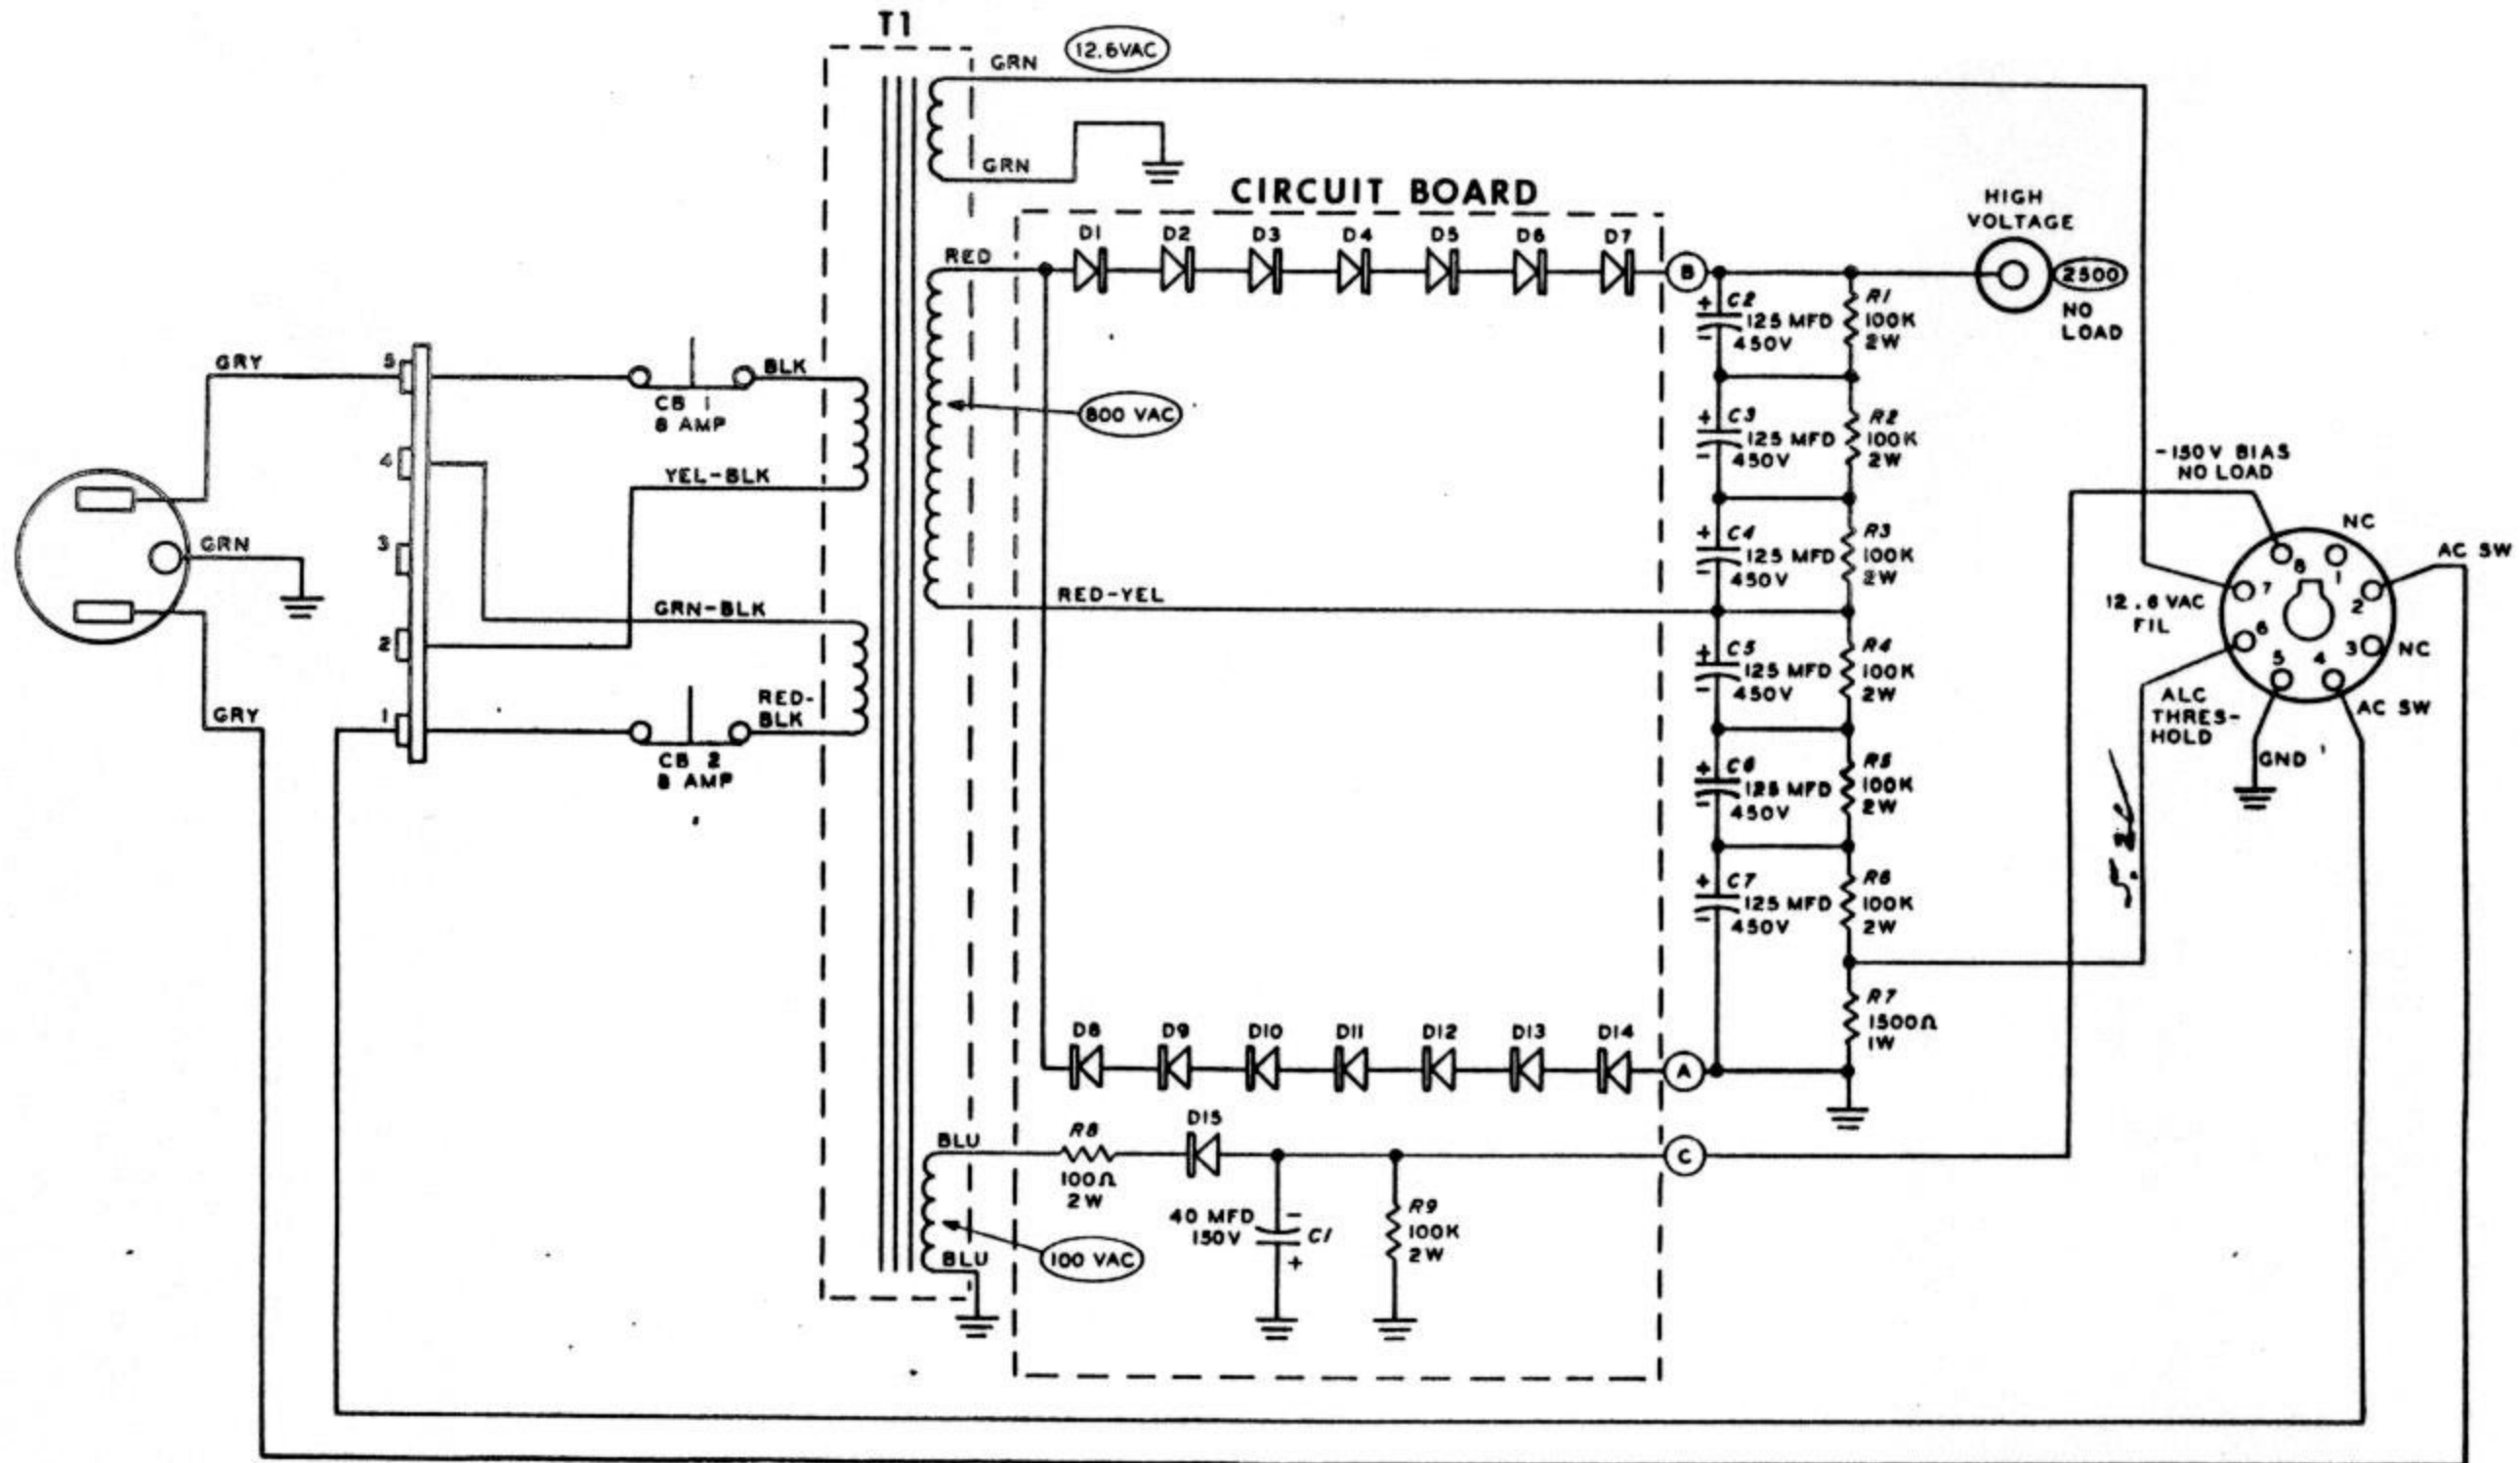 T1
12.6VAC
GRN
GRN
CIRCUIT BOARD
HIGH
VOLTAGE
2500
NO
LOAD
RED
D1
D2
D3
D4
D5
D6
D7
B
+
C2
125 MFD
-
450V
R1
100K
2W
GRY
5
CB 1
8 AMP
BLK
800 VAC
+
C3
125 MFD
-
450V
R2
100K
2W
4
YEL-BLK
-150V BIAS
NO LOAD
GRN
3
+
C4
125 MFD
-
450V
R3
100K
2W
NC
AC SW
8
1
7
2
12.6 VAC
FIL
6
3
NC
5
4
GRN-BLK
RED-YEL
2
+
C5
125 MFD
-
450V
R4
100K
2W
ALC
THRES-
HOLD
AC SW
GND
GRY
1
RED-
BLK
CB 2
8 AMP
+
C6
125 MFD
-
450V
R5
100K
2W
+
C7
125 MFD
-
450V
R6
100K
2W
R7
1500Ω
1W
D8
D9
D10
D11
D12
D13
D14
A
BLU
R8
100Ω
2W
D15
C
40 MFD
150V
-
C1
+
R9
100K
2W
BLU
100 VAC